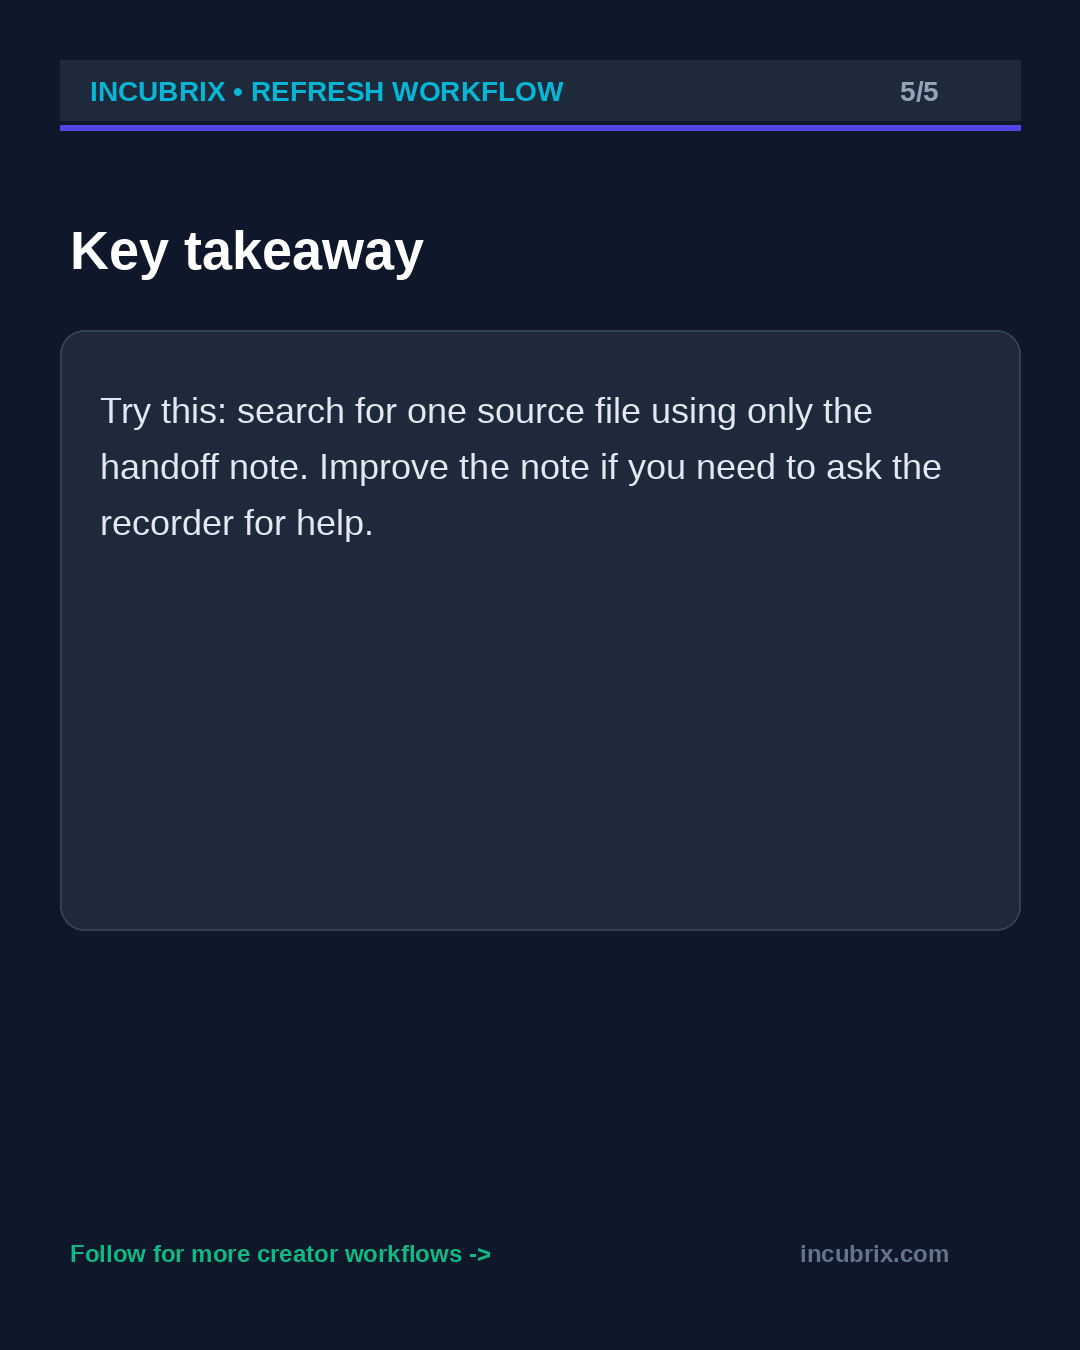 INCUBRIX • REFRESH WORKFLOW 5/5
Key takeaway
Try this: search for one source file using only the
handoff note. Improve the note if you need to ask the
recorder for help.
Follow for more creator workflows -> incubrix.com